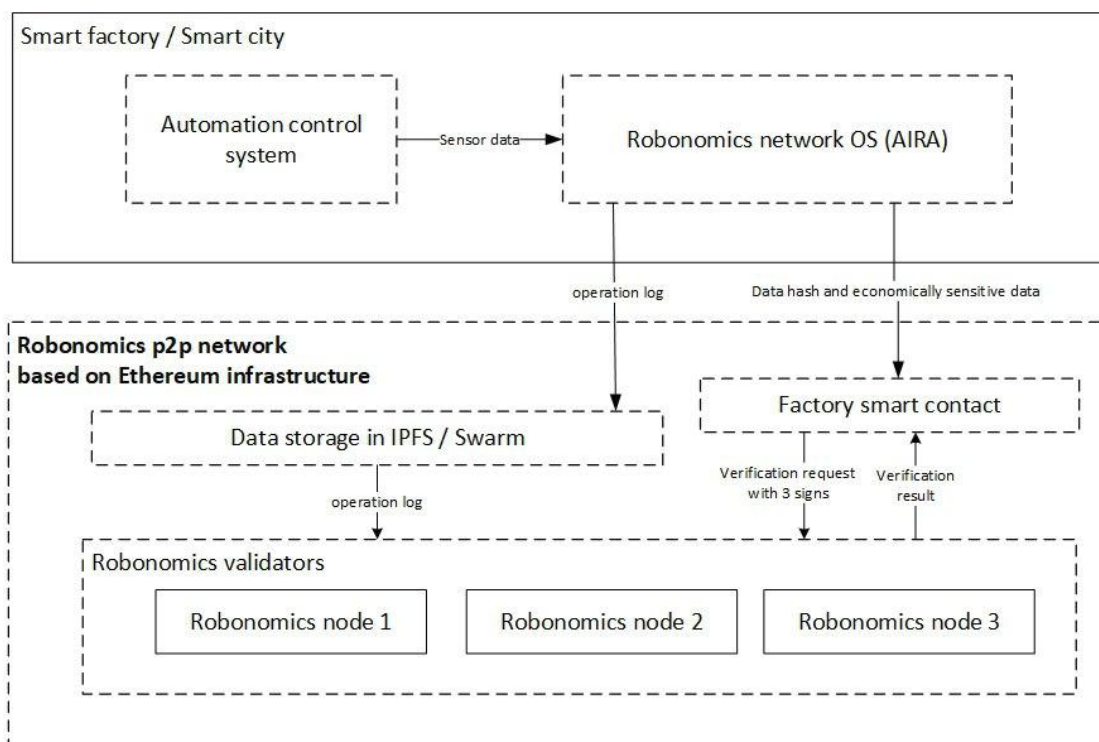 Smart factory / Smart city
Automation control
system
Sensor data
Robonomics network OS (AIRA)
operation log
Data hash and economically sensitive data
Robonomics p2p network
based on Ethereum infrastructure
Factory smart contact
Data storage in IPFS / Swarm
Verification request
with 3 signs
Verification
result
operation log
Robonomics validators
Robonomics node 1
Robonomics node 2
Robonomics node 3